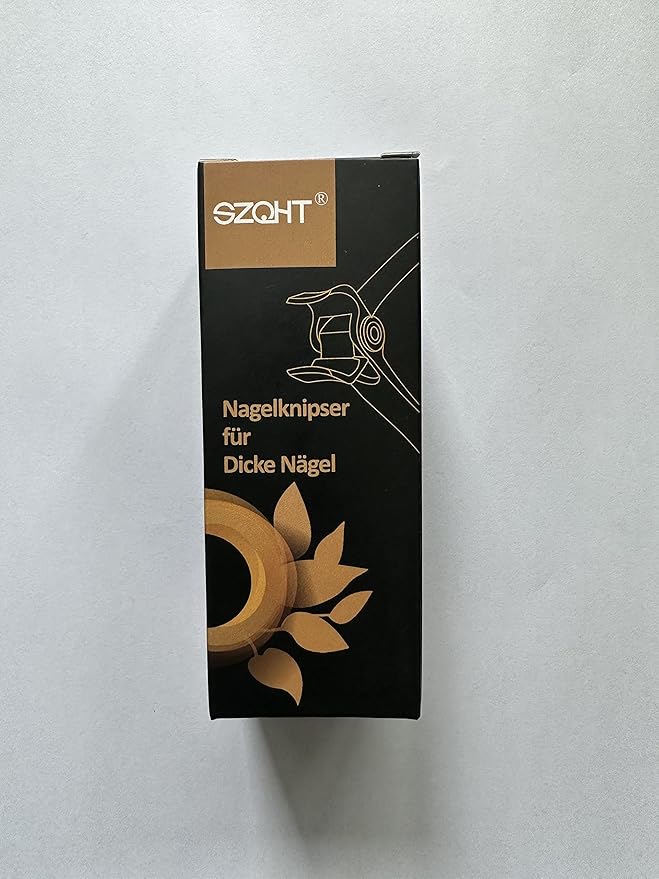 SZQHT®
Nagelknipser
für
Dicke Nägel